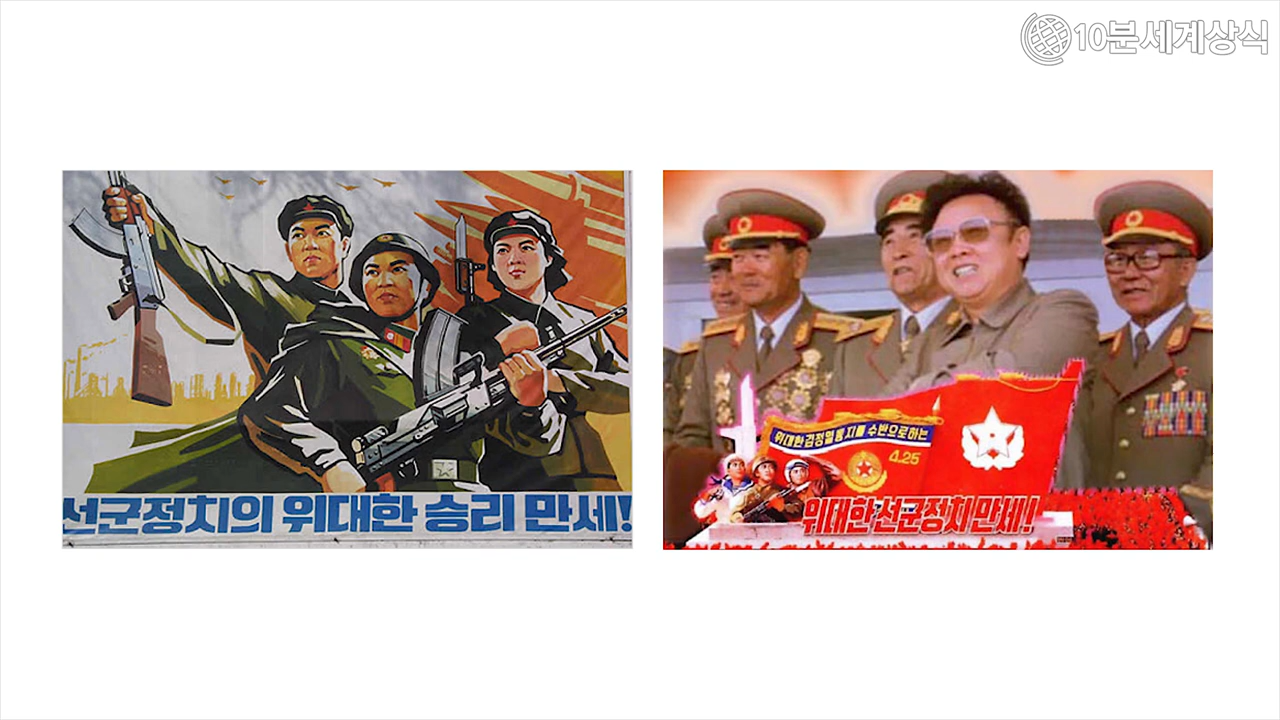 10분세계상식
선군정치의 위대한 승리 만세!
위대한 김정일동지를 수반으로하는
4.25
위대한 선군정치 만세!